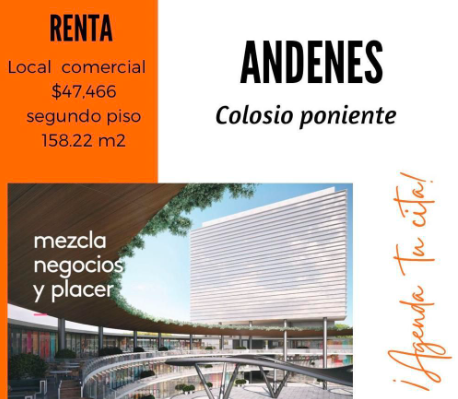 RENTA
Local comercial
$47,466
segundo piso
158.22 m2
ANDENES
Colosio poniente
mezcla
negocios
y placer
¡Agenda Tu cita!